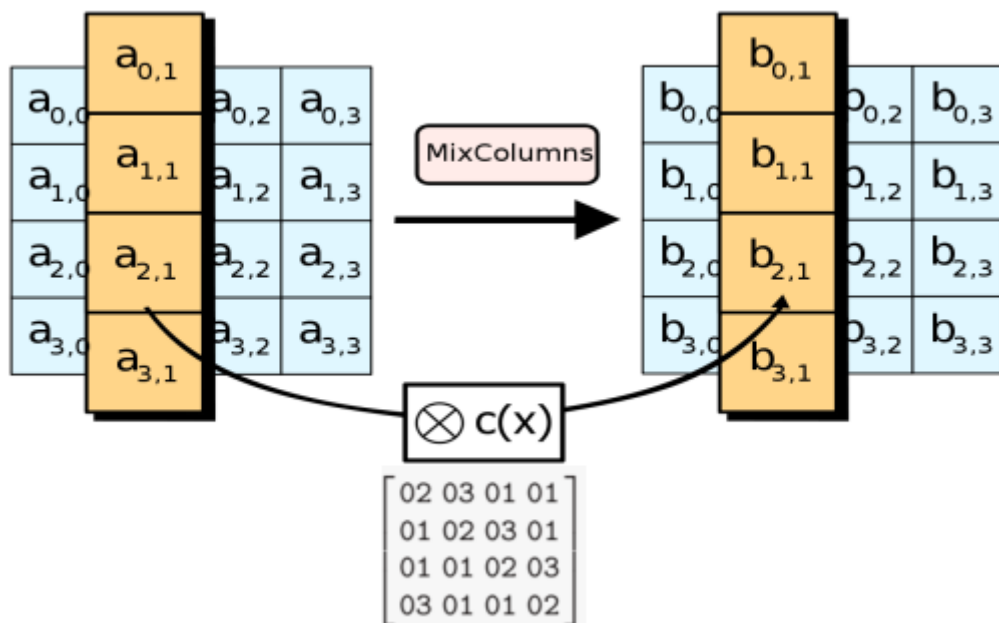 a0,1 b0,1
a0,0 a0,2 a0,3 b0,0 b0,2 b0,3
MixColumns
a1,1 b1,1
a1,0 a1,2 a1,3 b1,0 b1,2 b1,3
a2,0 a2,1 a2,2 a2,3 b2,0 b2,1 b2,2 b2,3
a3,0 a3,2 a3,3 b3,0 b3,2 b3,3
a3,1 b3,1
⊗ c(x)
02 03 01 01
01 02 03 01
01 01 02 03
03 01 01 02